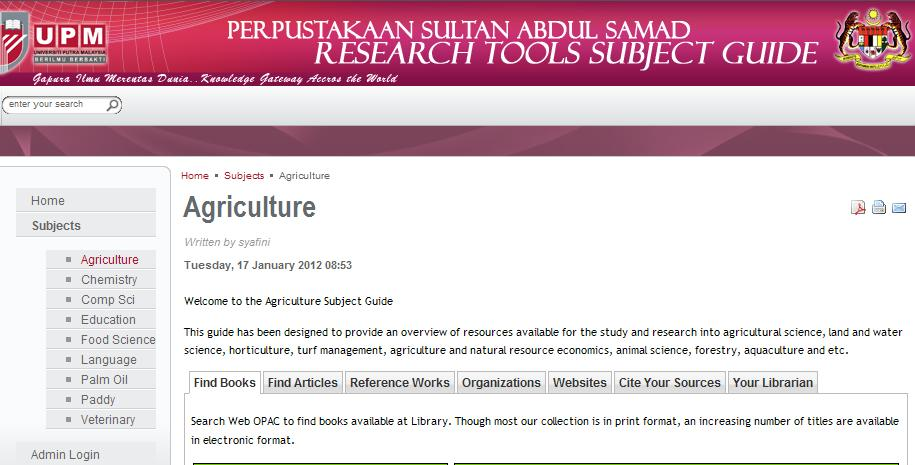 UPM
UNIVERSITI PUTRA MALAYSIA
BERILMU BERBAKTI
PERPUSTAKAAN SULTAN ABDUL SAMAD
RESEARCH TOOLS SUBJECT GUIDE
Gapura Ilmu Merentas Dunia..Knowledge Gateway Accros the World
enter your search
Home
Subjects
Agriculture
Chemistry
Comp Sci
Education
Food Science
Language
Palm Oil
Paddy
Veterinary
Admin Login
Home ▪ Subjects ▪ Agriculture
Agriculture
Written by syafini
Tuesday, 17 January 2012 08:53
Welcome to the Agriculture Subject Guide
This guide has been designed to provide an overview of resources available for the study and research into agricultural science, land and water
science, horticulture, turf management, agriculture and natural resource economics, animal science, forestry, aquaculture and etc.
Find Books Find Articles Reference Works Organizations Websites Cite Your Sources Your Librarian
Search Web OPAC to find books available at Library. Though most our collection is in print format, an increasing number of titles are available
in electronic format.